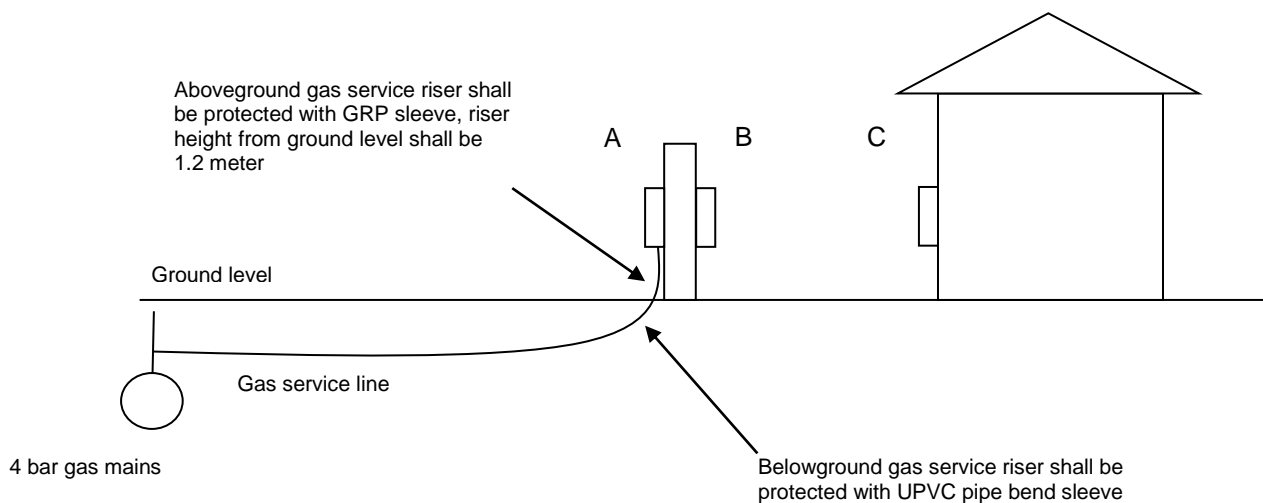 Aboveground gas service riser shall
be protected with GRP sleeve, riser
height from ground level shall be
1.2 meter
A
B
C
Ground level
Gas service line
4 bar gas mains
Belowground gas service riser shall be
protected with UPVC pipe bend sleeve